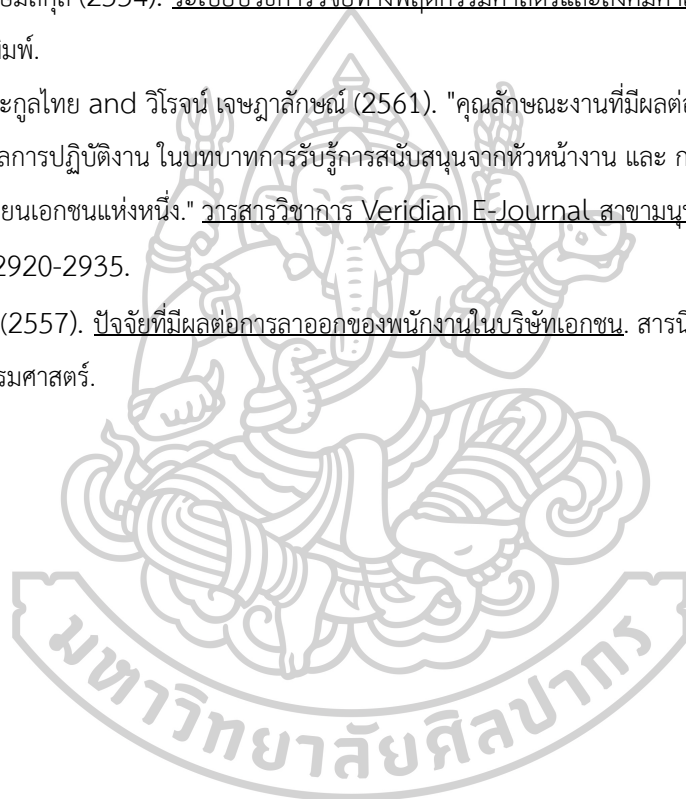 (2554). ระเบียบวิธีการวิจัยทางพฤติกรรมศาสตร์และสังคมศาสตร์
พิมพ์.
ะกูลไทย and วิโรจน์ เจษฎาลักษณ์ (2561). "คุณลักษณะงานที่มีผลต่อ
ลการปฏิบัติงาน ในบทบาทการรับรู้การสนับสนุนจากหัวหน้างาน และ ก
ยนเอกชนแห่งหนึ่ง." วารสารวิชาการ Veridian E-Journal สาขามนุษ
2920-2935.
(2557). ปัจจัยที่มีผลต่อการลาออกของพนักงานในบริษัทเอกชน. สารนิ
รมศาสตร์.
มหาวิทยาลัยศิลปากร